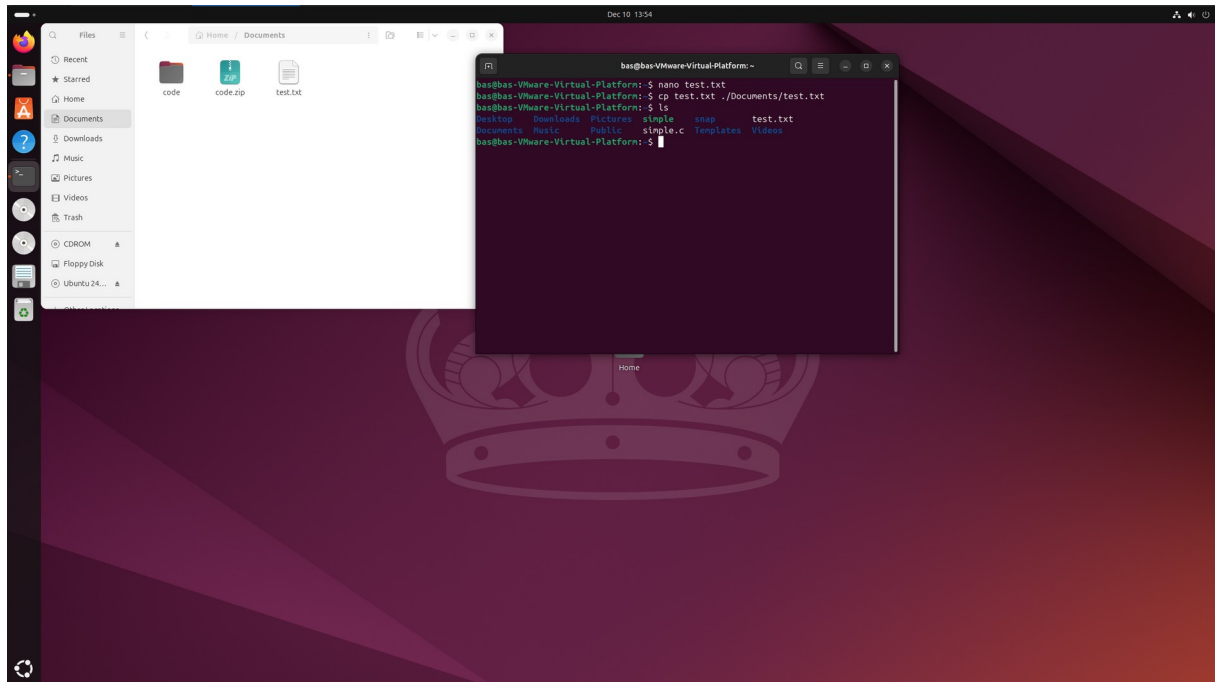 Dec 10 13:54
Files
Home / Documents
Recent
Starred
Home
Documents
Downloads
Music
Pictures
Videos
Trash
CDROM
Floppy Disk
Ubuntu 24...
code
code.zip
test.txt
ZIP
bas@bas-VMware-Virtual-Platform: ~
bas@bas-VMware-Virtual-Platform:~$ nano test.txt
bas@bas-VMware-Virtual-Platform:~$ cp test.txt ./Documents/test.txt
bas@bas-VMware-Virtual-Platform:~$ ls
Desktop Downloads Pictures simple snap test.txt
Documents Music Public simple.c Templates Videos
bas@bas-VMware-Virtual-Platform:~$
Home